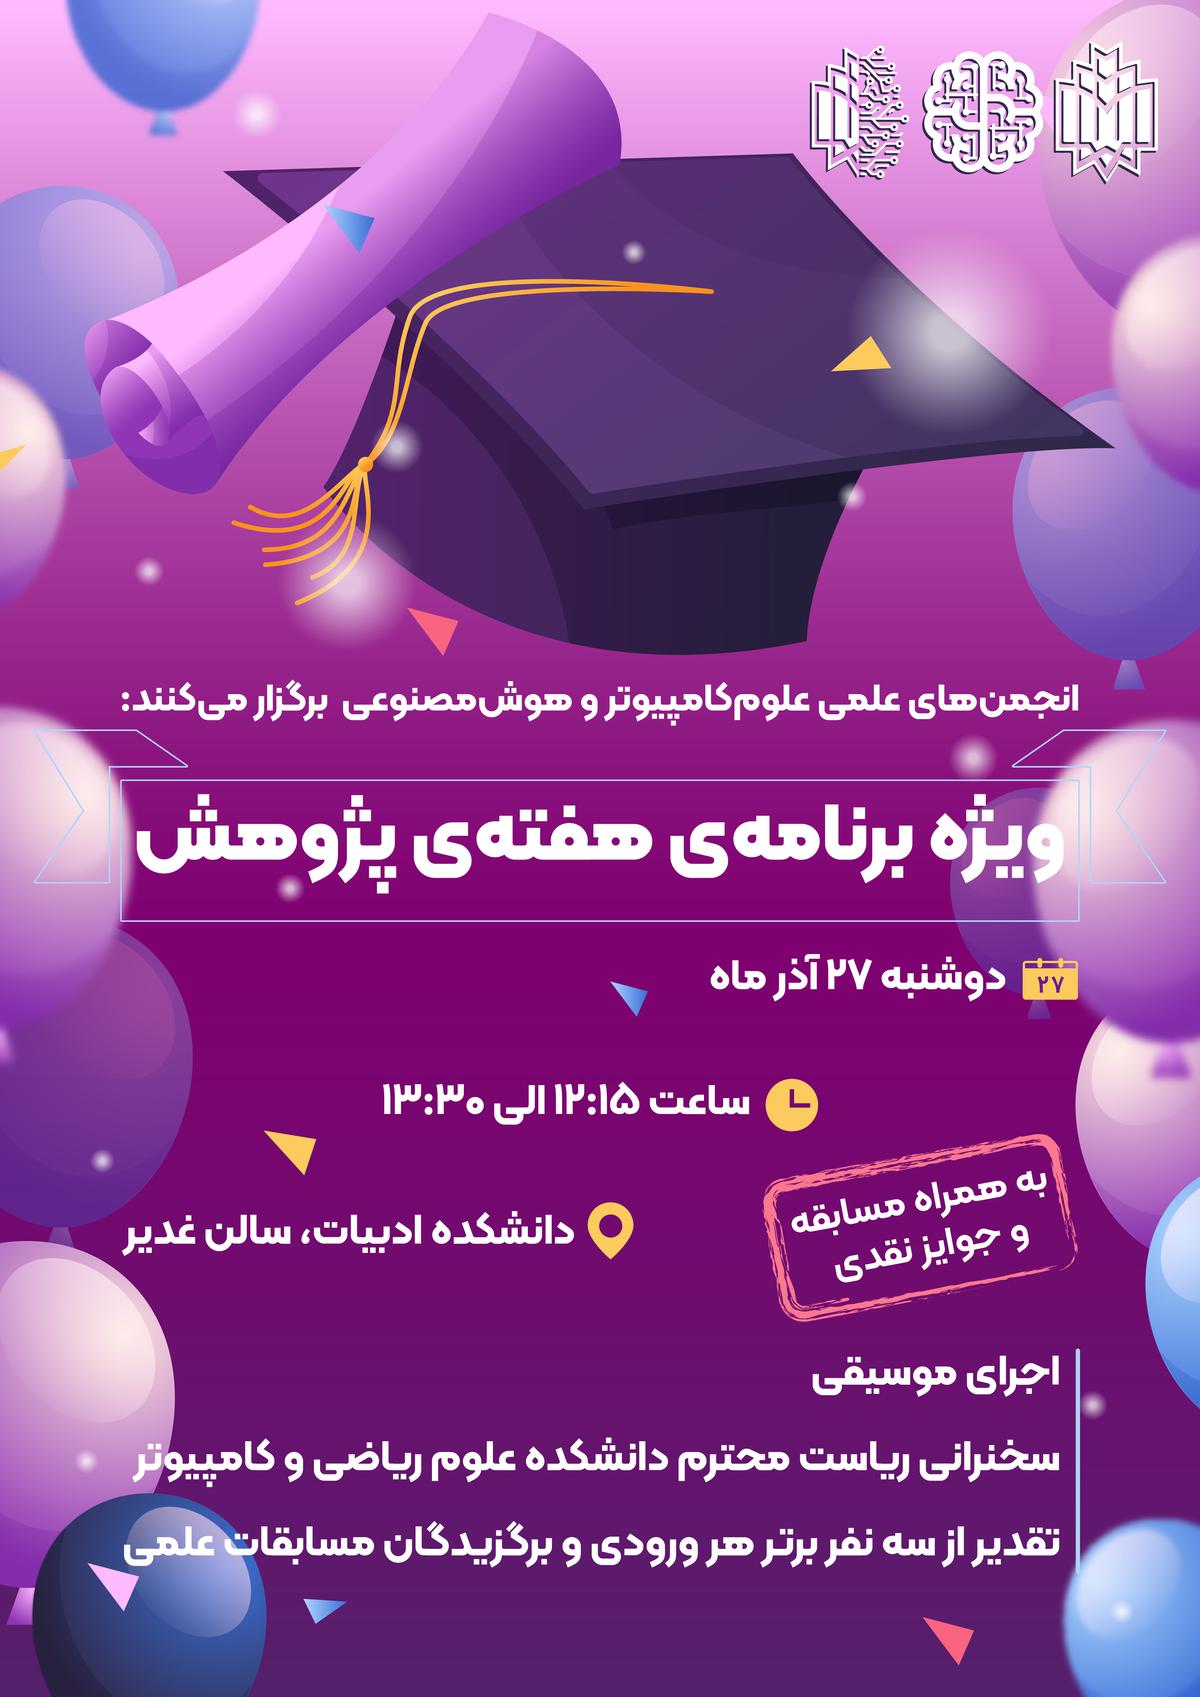 انجمن‌های علمی علوم‌کامپیوتر و هوش‌مصنوعی برگزار می‌کنند:
ویژه برنامه‌ی هفته‌ی پژوهش
۲۷
دوشنبه ۲۷ آذر ماه
ساعت ۱۲:۱۵ الی ۱۳:۳۰
به همراه مسابقه
و جوایز نقدی
دانشکده ادبیات، سالن غدیر
اجرای موسیقی
سخنرانی ریاست محترم دانشکده علوم ریاضی و کامپیوتر
تقدیر از سه نفر برتر هر ورودی و برگزیدگان مسابقات علمی